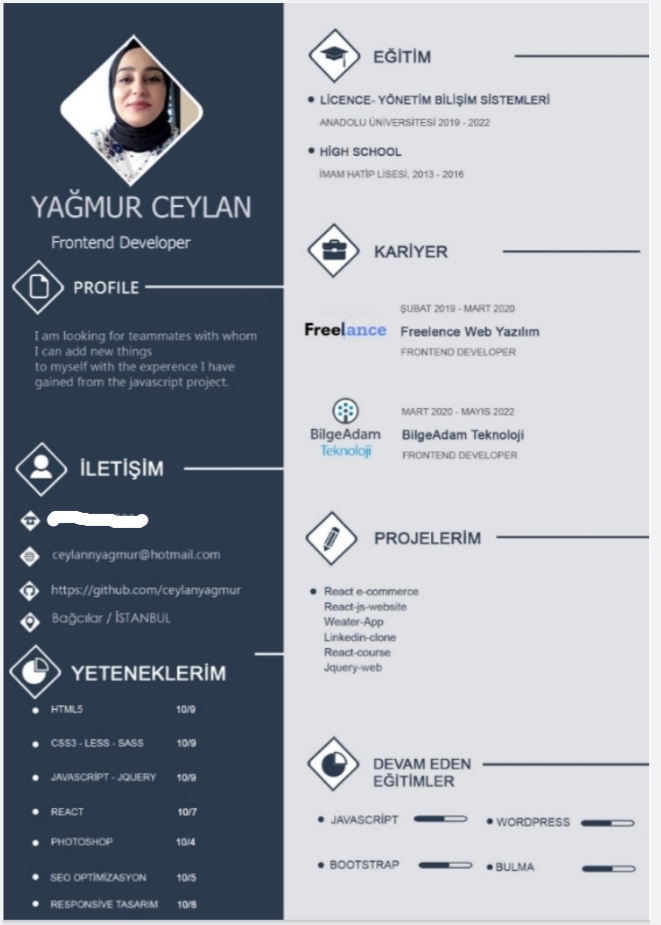 YAĞMUR CEYLAN
Frontend Developer
PROFILE
I am looking for teammates with whom
I can add new things
to myself with the experence I have
gained from the javascript project.
İLETİŞİM
ceylannyagmur@hotmail.com
https://github.com/ceylanyagmur
Bağcılar / İSTANBUL
YETENEKLERİM
HTML5 10/9
CSS3 - LESS - SASS 10/9
JAVASCRİPT - JQUERY 10/9
REACT 10/7
PHOTOSHOP 10/4
SEO OPTİMİZASYON 10/5
RESPONSİVE TASARIM 10/8
EĞİTİM
LİCENCE- YÖNETİM BİLİŞİM SİSTEMLERİ
ANADOLU ÜNİVERSİTESİ 2019 - 2022
HİGH SCHOOL
İMAM HATİP LİSESİ, 2013 - 2016
KARİYER
Freelance
ŞUBAT 2019 - MART 2020
Freelence Web Yazılım
FRONTEND DEVELOPER
BilgeAdam
Teknoloji
MART 2020 - MAYIS 2022
BilgeAdam Teknoloji
FRONTEND DEVELOPER
PROJELERİM
React e-commerce
React-js-website
Weater-App
Linkedin-clone
React-course
Jquery-web
DEVAM EDEN
EĞİTİMLER
JAVASCRİPT
WORDPRESS
BOOTSTRAP
BULMA